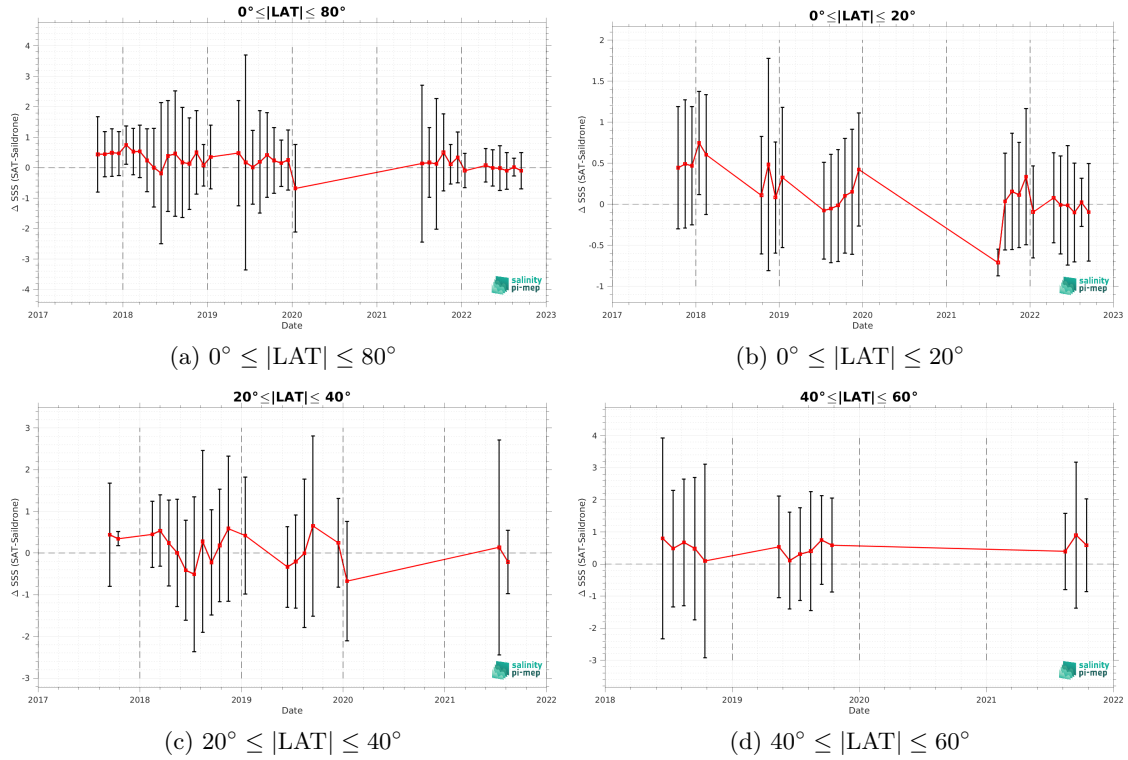 0°≤|LAT|≤ 80°
Δ SSS (SAT-Saildrone)
4
3
2
1
0
-1
-2
-3
-4
2017 2018 2019 2020 2021 2022 2023
Date
salinity
pi-mep
(a) 0° ≤ |LAT| ≤ 80°
0°≤|LAT|≤ 20°
Δ SSS (SAT-Saildrone)
2
1.5
1
0.5
0
-0.5
-1
2017 2018 2019 2020 2021 2022 2023
Date
salinity
pi-mep
(b) 0° ≤ |LAT| ≤ 20°
20°≤|LAT|≤ 40°
Δ SSS (SAT-Saildrone)
3
2
1
0
-1
-2
-3
2017 2018 2019 2020 2021 2022
Date
salinity
pi-mep
(c) 20° ≤ |LAT| ≤ 40°
40°≤|LAT|≤ 60°
Δ SSS (SAT-Saildrone)
4
3
2
1
0
-1
-2
-3
2018 2019 2020 2021 2022
Date
salinity
pi-mep
(d) 40° ≤ |LAT| ≤ 60°